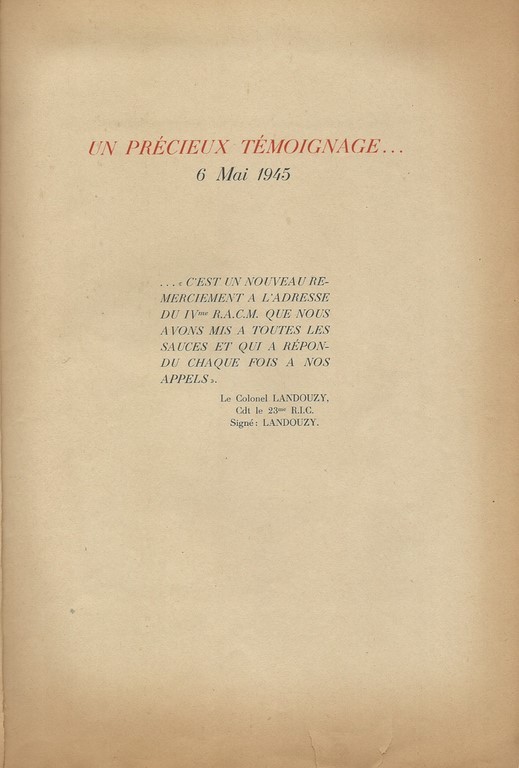 UN PRÉCIEUX TÉMOIGNAGE...
6 Mai 1945
...« C'EST UN NOUVEAU RE-
MERCIEMENT A L'ADRESSE
DU IVme R.A.C.M. QUE NOUS
AVONS MIS A TOUTES LES
SAUCES ET QUI A RÉPON-
DU CHAQUE FOIS A NOS
APPELS ».
Le Colonel LANDOUZY,
Cdt le 23me R.I.C.
Signé: LANDOUZY.